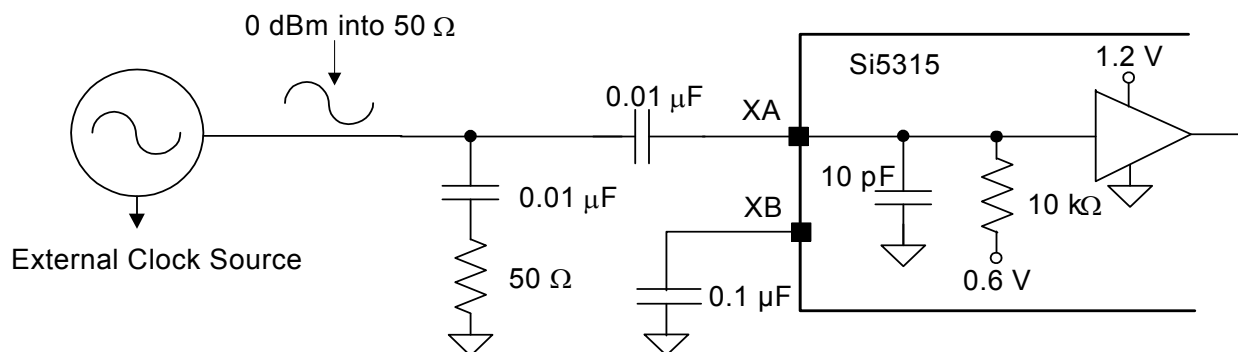 0 dBm into 50 Ω
Si5315
1.2 V
0.01 μF
XA
10 pF
10 kΩ
0.01 μF
XB
External Clock Source
50 Ω
0.1 μF
0.6 V